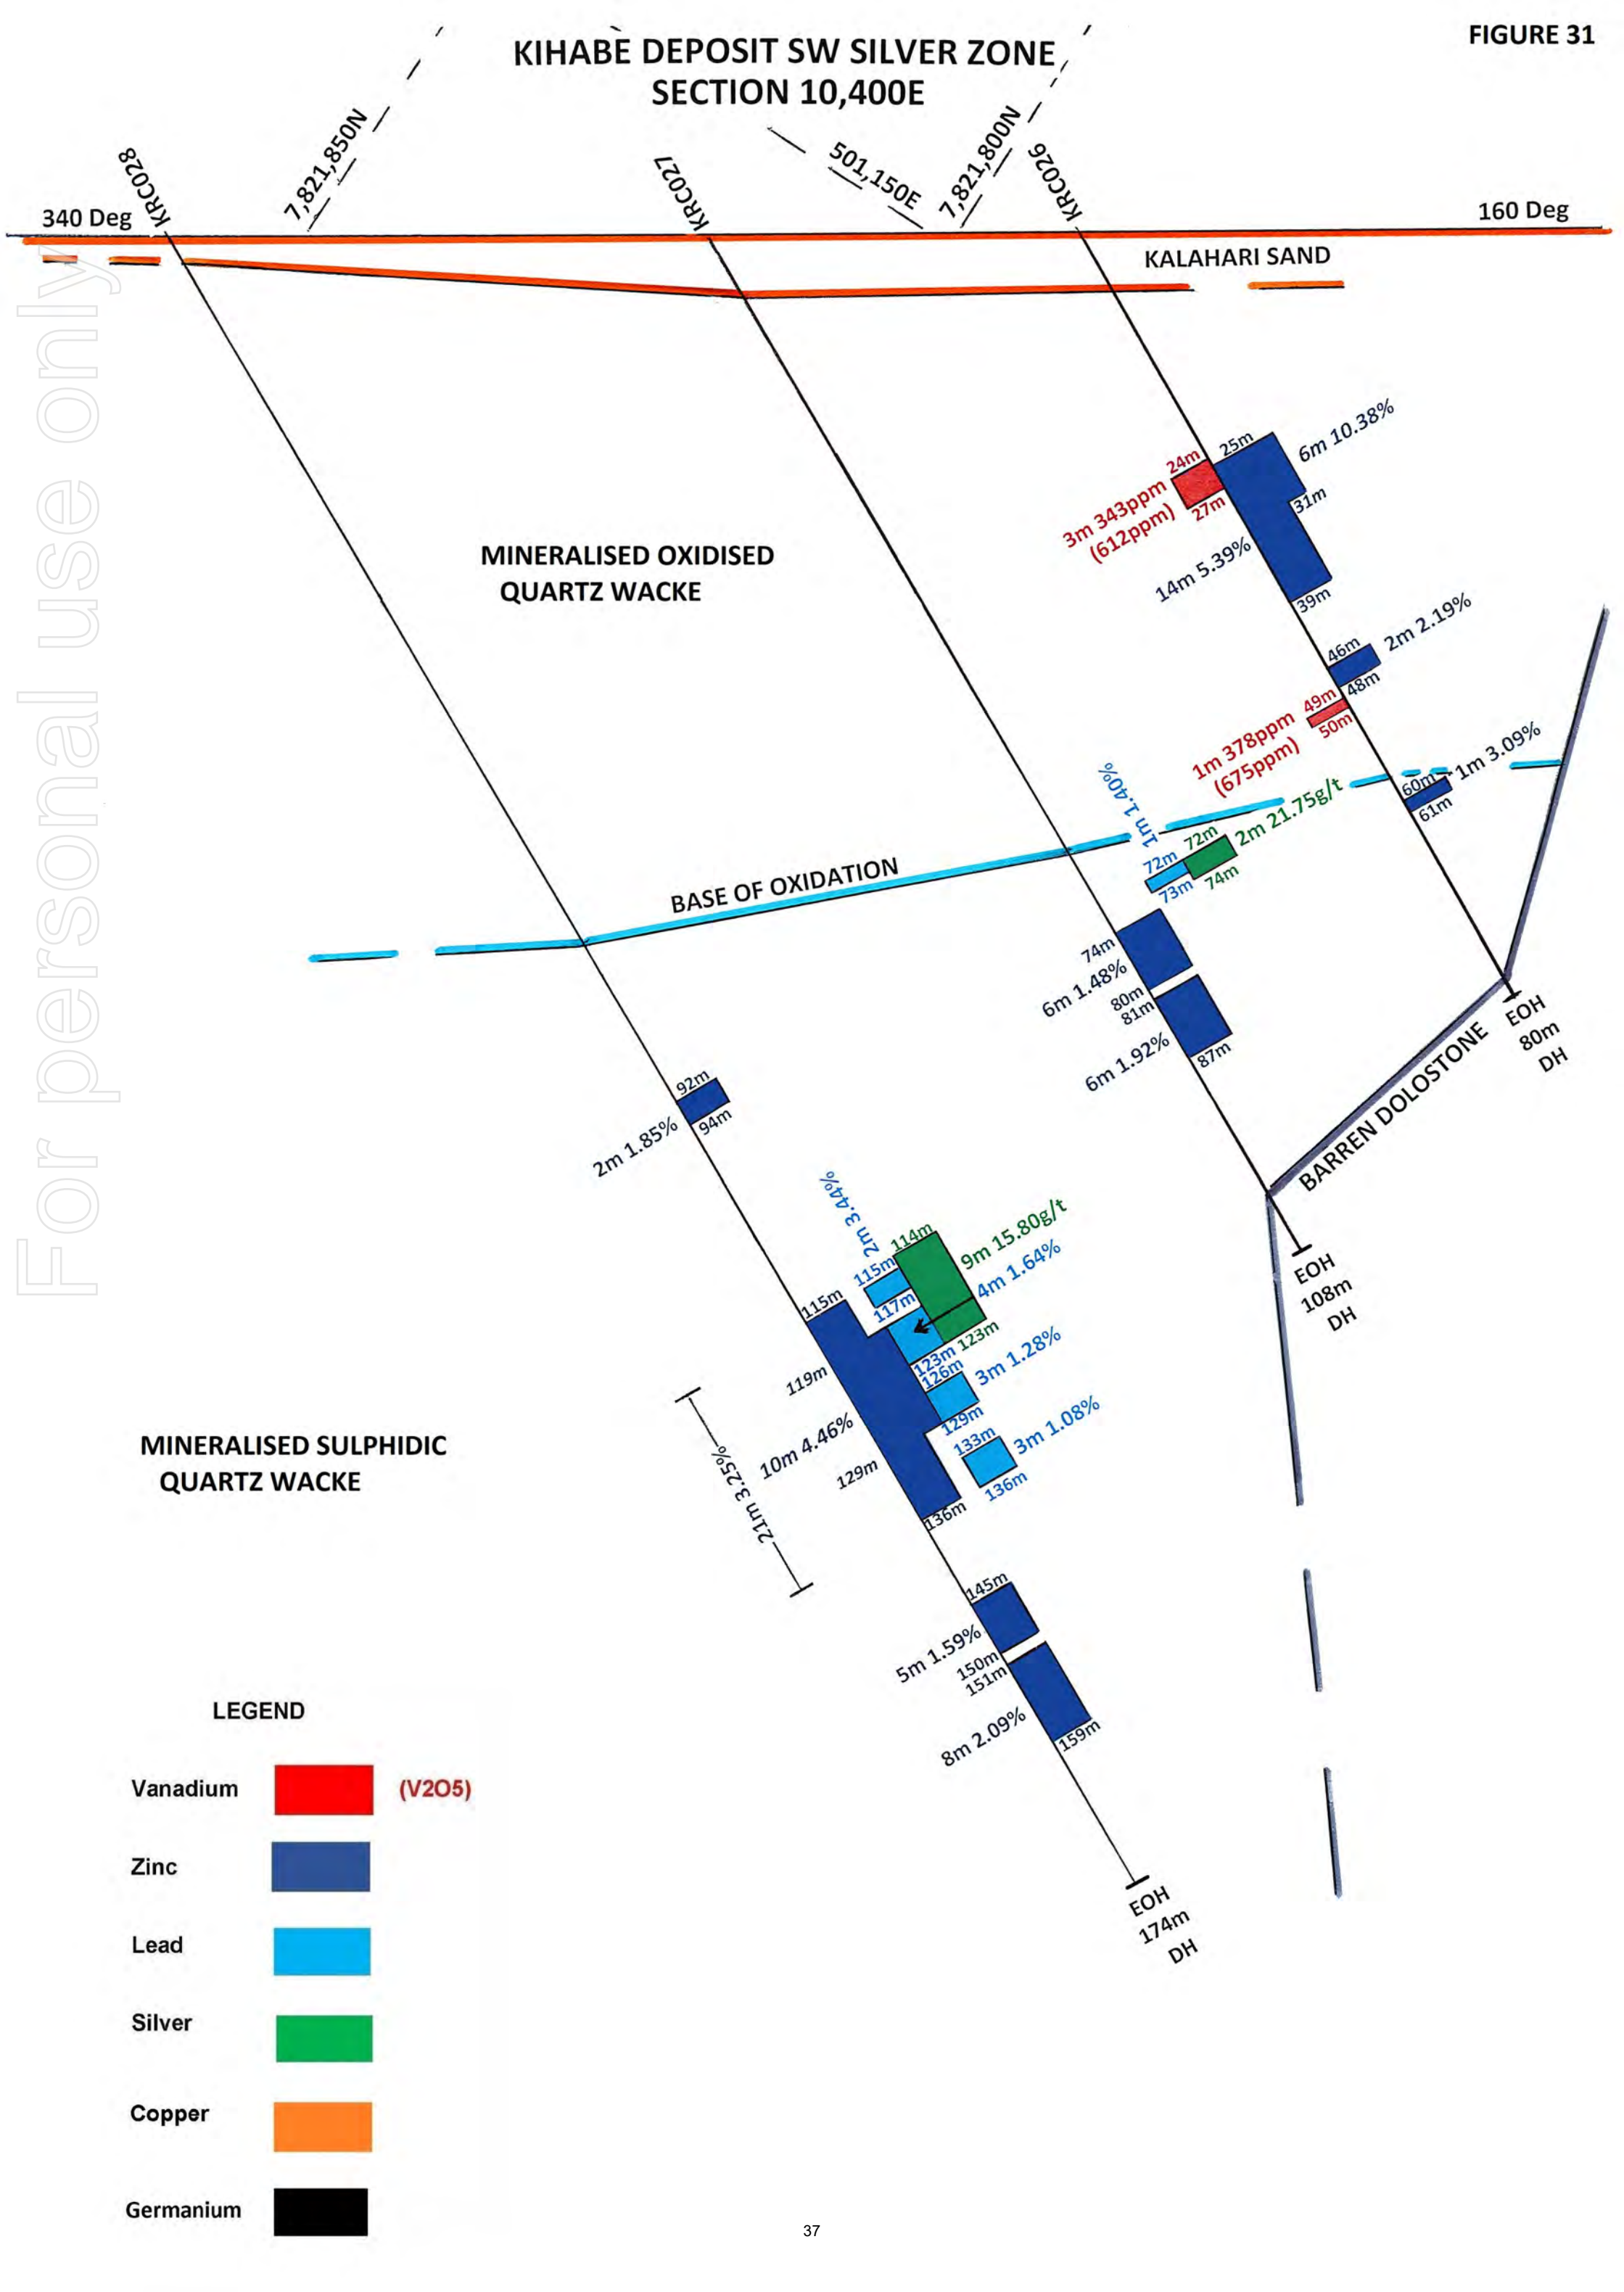 FIGURE 31
KIHABE DEPOSIT SW SILVER ZONE
SECTION 10,400E
KRC028
7,821,850N
KRC027
501,150E
7,821,800N
KRC026
340 Deg
160 Deg
KALAHARI SAND
For personal use only
25m
6m 10.38%
24m
31m
3m 343ppm
(612ppm)
27m
MINERALISED OXIDISED
QUARTZ WACKE
14m 5.39%
39m
46m
2m 2.19%
48m
49m
50m
1m 378ppm
(675ppm)
1m 3.09%
60m
61m
1m 1.40%
72m
72m
2m 21.75g/t
73m
74m
BASE OF OXIDATION
74m
6m 1.48%
80m
81m
6m 1.92%
87m
EOH
80m
DH
BARREN DOLOSTONE
92m
94m
2m 1.85%
2m 3.44%
114m
9m 15.80g/t
115m
4m 1.64%
117m
115m
123m
123m
126m
3m 1.28%
119m
129m
10m 4.46%
129m
133m
3m 1.08%
136m
21m 3.25%
136m
EOH
108m
DH
MINERALISED SULPHIDIC
QUARTZ WACKE
145m
5m 1.59%
150m
151m
8m 2.09%
159m
EOH
174m
DH
LEGEND
Vanadium (V2O5)
Zinc
Lead
Silver
Copper
Germanium
37